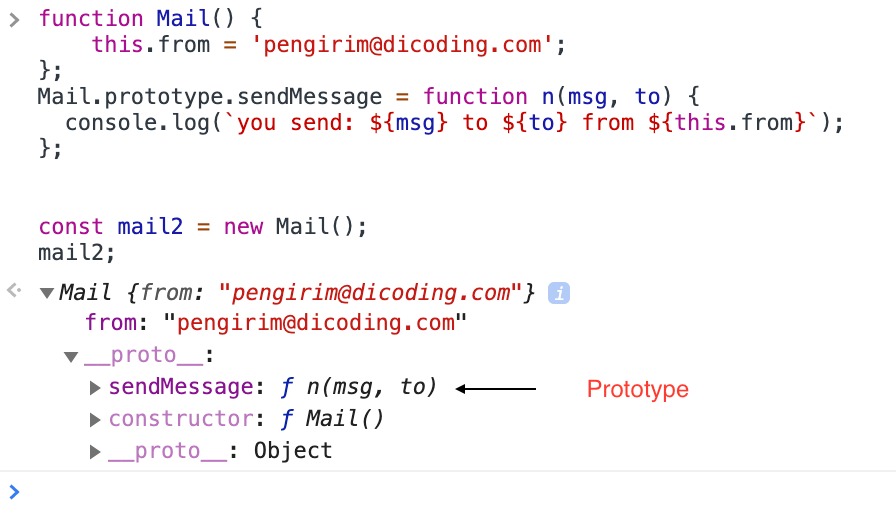 function Mail() {
    this.from = 'pengirim@dicoding.com';
};
Mail.prototype.sendMessage = function n(msg, to) {
  console.log(`you send: ${msg} to ${to} from ${this.from}`);
};
const mail2 = new Mail();
mail2;
Mail {from: "pengirim@dicoding.com"} i
from: "pengirim@dicoding.com"
__proto__:
sendMessage: ƒ n(msg, to) Prototype
constructor: ƒ Mail()
__proto__: Object